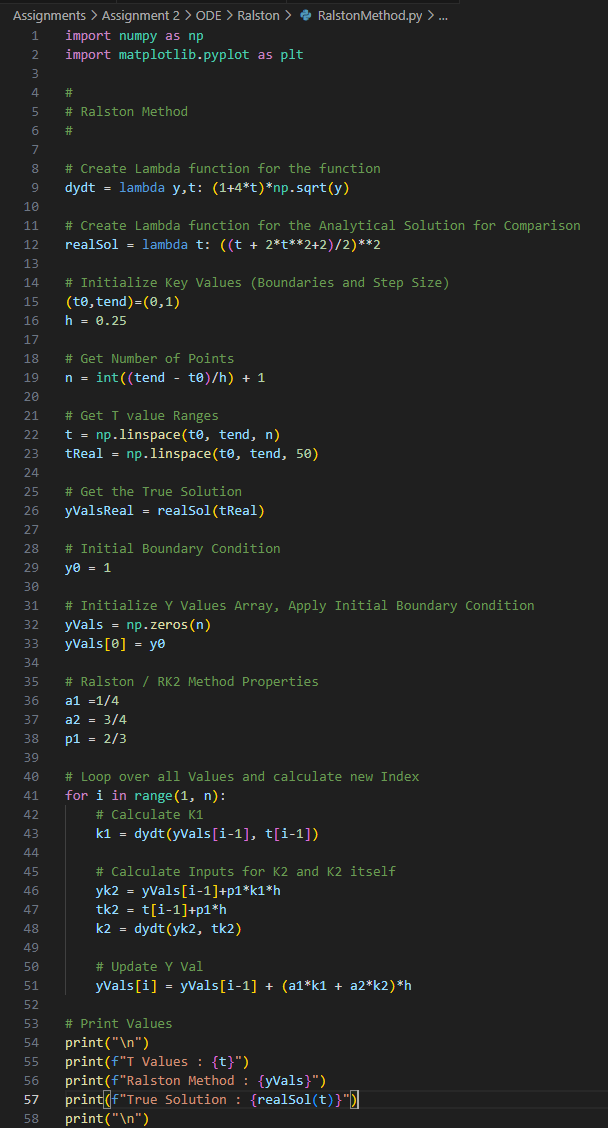 Assignments > Assignment 2 > ODE > Ralston > RalstonMethod.py > ...
1 import numpy as np
2 import matplotlib.pyplot as plt
3
4 #
5 # Ralston Method
6 #
7
8 # Create Lambda function for the function
9 dydt = lambda y,t: (1+4*t)*np.sqrt(y)
10
11 # Create Lambda function for the Analytical Solution for Comparison
12 realSol = lambda t: ((t + 2*t**2+2)/2)**2
13
14 # Initialize Key Values (Boundaries and Step Size)
15 (t0,tend)=(0,1)
16 h = 0.25
17
18 # Get Number of Points
19 n = int((tend - t0)/h) + 1
20
21 # Get T value Ranges
22 t = np.linspace(t0, tend, n)
23 tReal = np.linspace(t0, tend, 50)
24
25 # Get the True Solution
26 yValsReal = realSol(tReal)
27
28 # Initial Boundary Condition
29 y0 = 1
30
31 # Initialize Y Values Array, Apply Initial Boundary Condition
32 yVals = np.zeros(n)
33 yVals[0] = y0
34
35 # Ralston / RK2 Method Properties
36 a1 =1/4
37 a2 = 3/4
38 p1 = 2/3
39
40 # Loop over all Values and calculate new Index
41 for i in range(1, n):
42     # Calculate K1
43     k1 = dydt(yVals[i-1], t[i-1])
44
45     # Calculate Inputs for K2 and K2 itself
46     yk2 = yVals[i-1]+p1*k1*h
47     tk2 = t[i-1]+p1*h
48     k2 = dydt(yk2, tk2)
49
50     # Update Y Val
51     yVals[i] = yVals[i-1] + (a1*k1 + a2*k2)*h
52
53 # Print Values
54 print("\n")
55 print(f"T Values : {t}")
56 print(f"Ralston Method : {yVals}")
57 print(f"True Solution : {realSol(t)}")
58 print("\n")